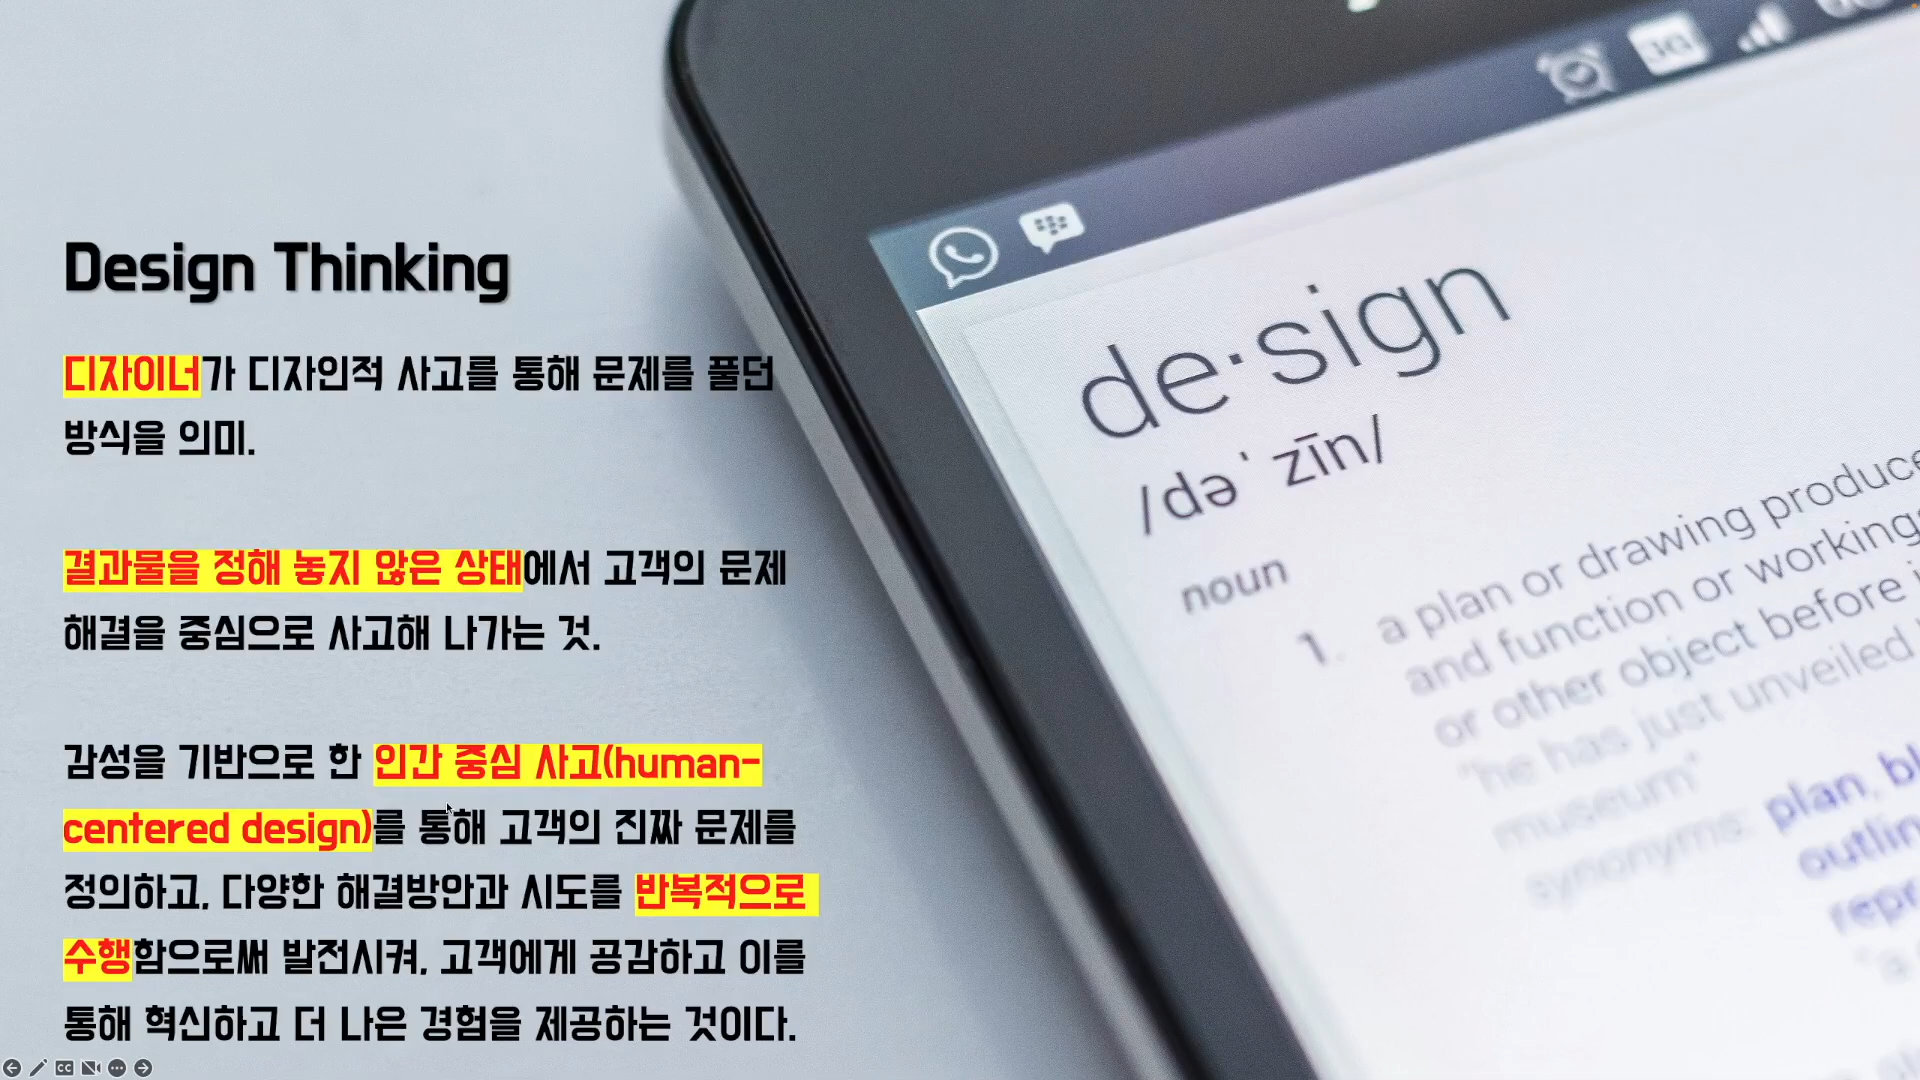 Design Thinking
디자이너가 디자인적 사고를 통해 문제를 풀던
방식을 의미.
결과물을 정해 놓지 않은 상태에서 고객의 문제
해결을 중심으로 사고해 나가는 것.
감성을 기반으로 한 인간 중심 사고(human-
centered design)를 통해 고객의 진짜 문제를
정의하고, 다양한 해결방안과 시도를 반복적으로
수행함으로써 발전시켜, 고객에게 공감하고 이를
통해 혁신하고 더 나은 경험을 제공하는 것이다.
3G
de·sign
/dəˈzīn/
noun
1. a plan or drawing produce
and function or workings
or other object before i
"he has just unveiled
museum"
synonyms: plan, bl
outlin
repr
"a
CC